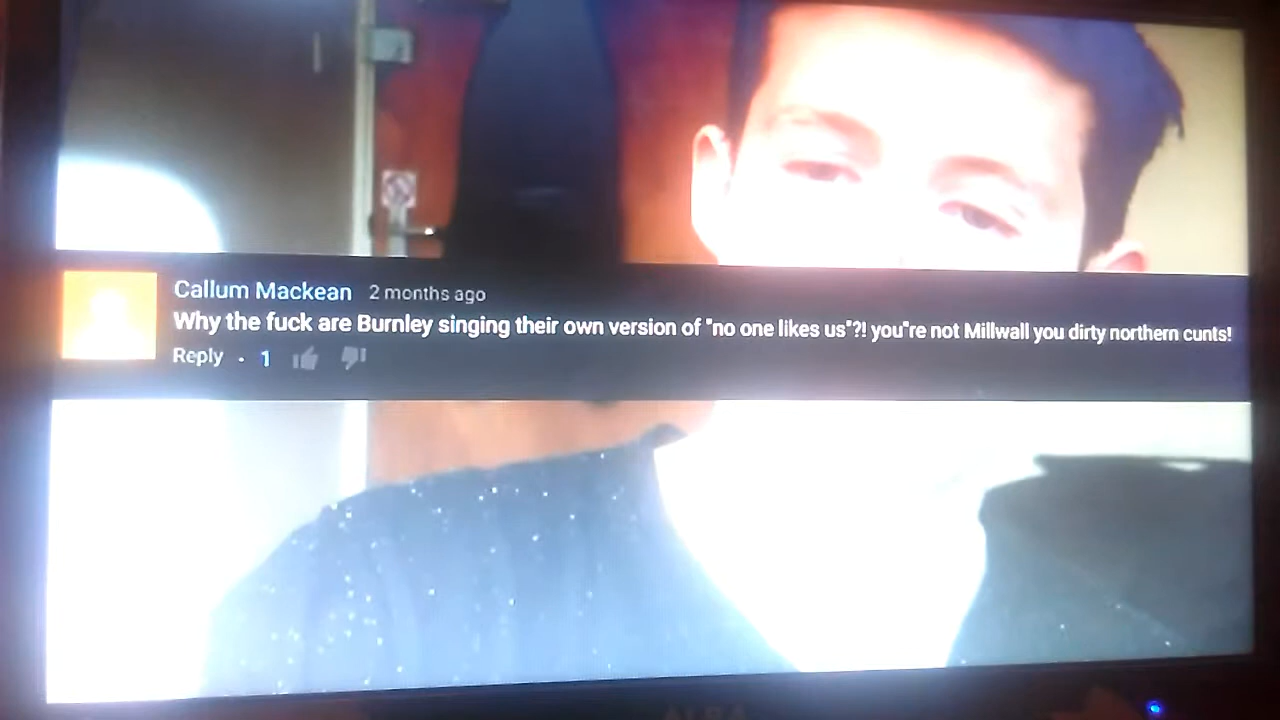 Callum Mackean 2 months ago
Why the fuck are Burnley singing their own version of "no one likes us"?! you"re not Millwall you dirty northern cunts!
Reply · 1
ALBA